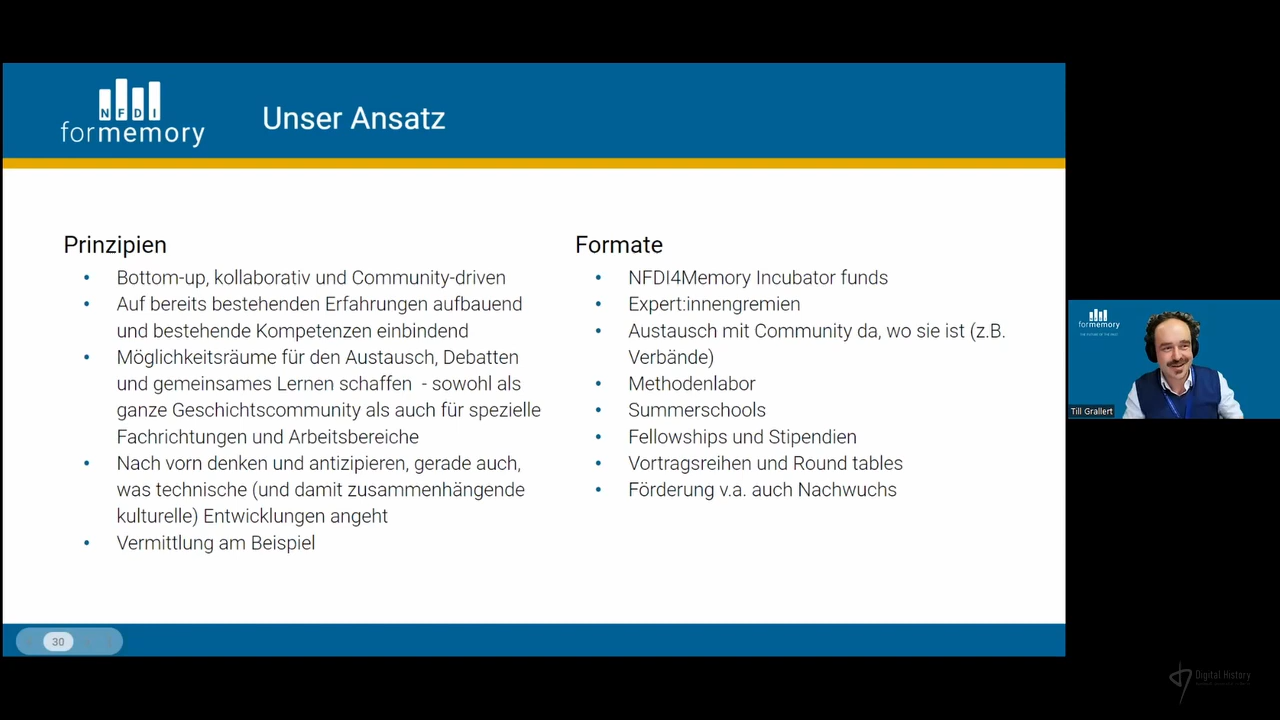 NFDI
formemory
Unser Ansatz
Prinzipien
• Bottom-up, kollaborativ und Community-driven
• Auf bereits bestehenden Erfahrungen aufbauend
und bestehende Kompetenzen einbindend
• Möglichkeitsräume für den Austausch, Debatten
und gemeinsames Lernen schaffen - sowohl als
ganze Geschichtscommunity als auch für spezielle
Fachrichtungen und Arbeitsbereiche
• Nach vorn denken und antizipieren, gerade auch,
was technische (und damit zusammenhängende
kulturelle) Entwicklungen angeht
• Vermittlung am Beispiel
Formate
• NFDI4Memory Incubator funds
• Expert:innengremien
• Austausch mit Community da, wo sie ist (z.B.
Verbände)
• Methodenlabor
• Summerschools
• Fellowships und Stipendien
• Vortragsreihen und Round tables
• Förderung v.a. auch Nachwuchs
30
formemory
Till Grallert
Digital History